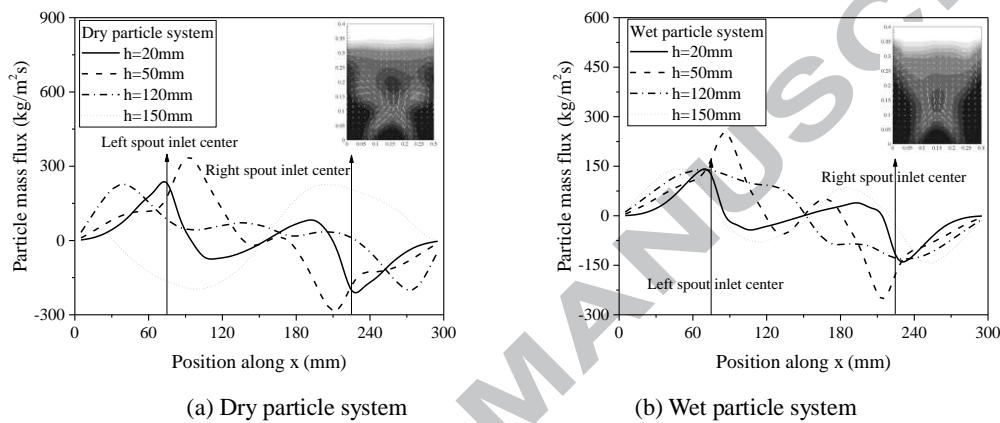 900
600
300
0
-300
Particle mass flux (kg/m²s)
Dry particle system
h=20mm
h=50mm
h=120mm
h=150mm
Left spout inlet center
Right spout inlet center
0 60 120 180 240 300
Position along x (mm)
(a) Dry particle system
600
450
300
150
0
-150
-300
Particle mass flux (kg/m²s)
Wet particle system
h=20mm
h=50mm
h=120mm
h=150mm
Right spout inlet center
Left spout inlet center
0 60 120 180 240 300
Position along x (mm)
(b) Wet particle system
MANUSC